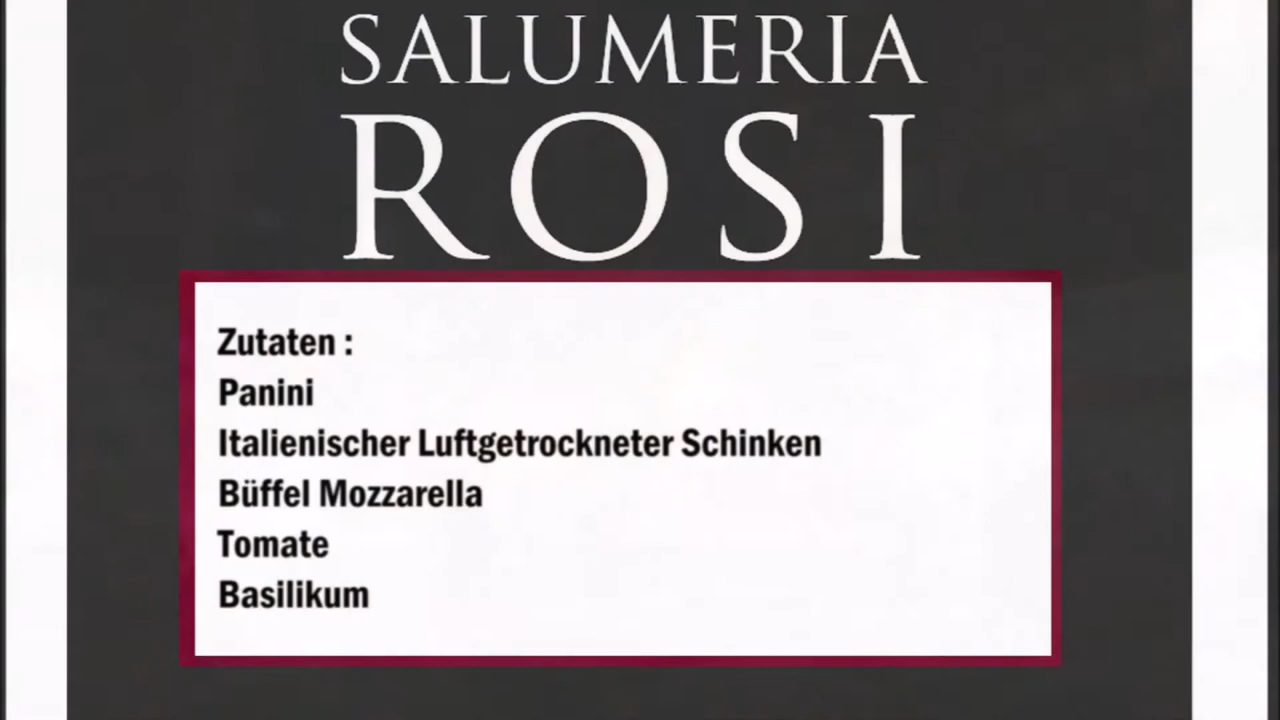 SALUMERIA
ROSI
Zutaten :
Panini
Italienischer Luftgetrockneter Schinken
Büffel Mozzarella
Tomate
Basilikum